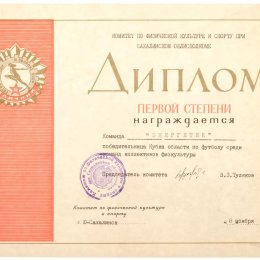 КОМИТЕТ ПО ФИЗИЧЕСКОЙ КУЛЬТУРЕ И СПОРТУ ПРИ
САХАЛИНСКОМ ОБЛИСПОЛКОМЕ
ДИПЛОМ
ПЕРВОЙ СТЕПЕНИ
награждается
Команда "ЭНЕРГЕТИК"
победительница Кубка области по футболу среди
коллективов физкультуры
Председатель комитета
Комитет по физической культуре
и спорту
г. Ю-Сахалинск
ноября